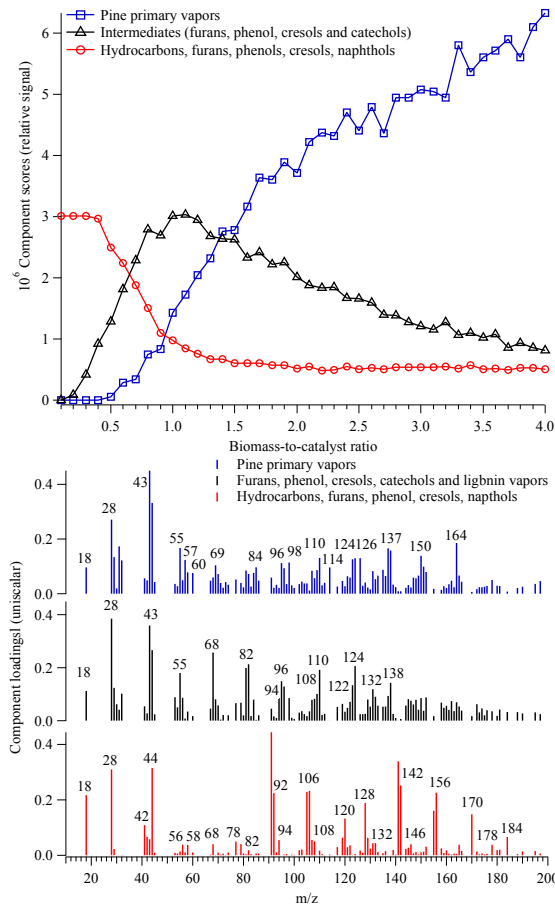 Pine primary vapors
Intermediates (furans, phenol, cresols and catechols)
Hydrocarbons, furans, phenols, cresols, naphthols
10^6 Component scores (relative signal)
6
5
4
3
2
1
0
0.5 1.0 1.5 2.0 2.5 3.0 3.5 4.0
Biomass-to-catalyst ratio
Pine primary vapors
Furans, phenol, cresols, catechols and ligbnin vapors
Hydrocarbons, furans, phenol, cresols, napthols
Component loadingsl (uniscalar)
0.4
0.2
0.0
18 28 43 55 57 60 69 84 96 98 110 114 124 126 137 150 164
0.4
0.2
0.0
18 28 43 55 68 82 94 96 108 110 122 124 132 138
0.4
0.2
0.0
18 28 42 44 56 58 68 78 82 92 94 106 108 120 128 132 142 146 156 170 178 184
20 40 60 80 100 120 140 160 180 200
m/z